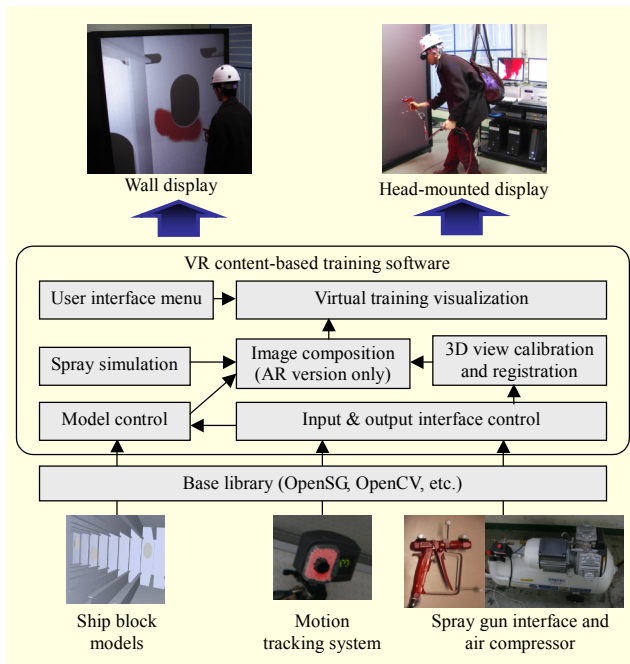 Wall display
Head-mounted display
VR content-based training software
User interface menu
Virtual training visualization
Spray simulation
Image composition
(AR version only)
3D view calibration
and registration
Model control
Input & output interface control
Base library (OpenSG, OpenCV, etc.)
Ship block
models
Motion
tracking system
Spray gun interface and
air compressor